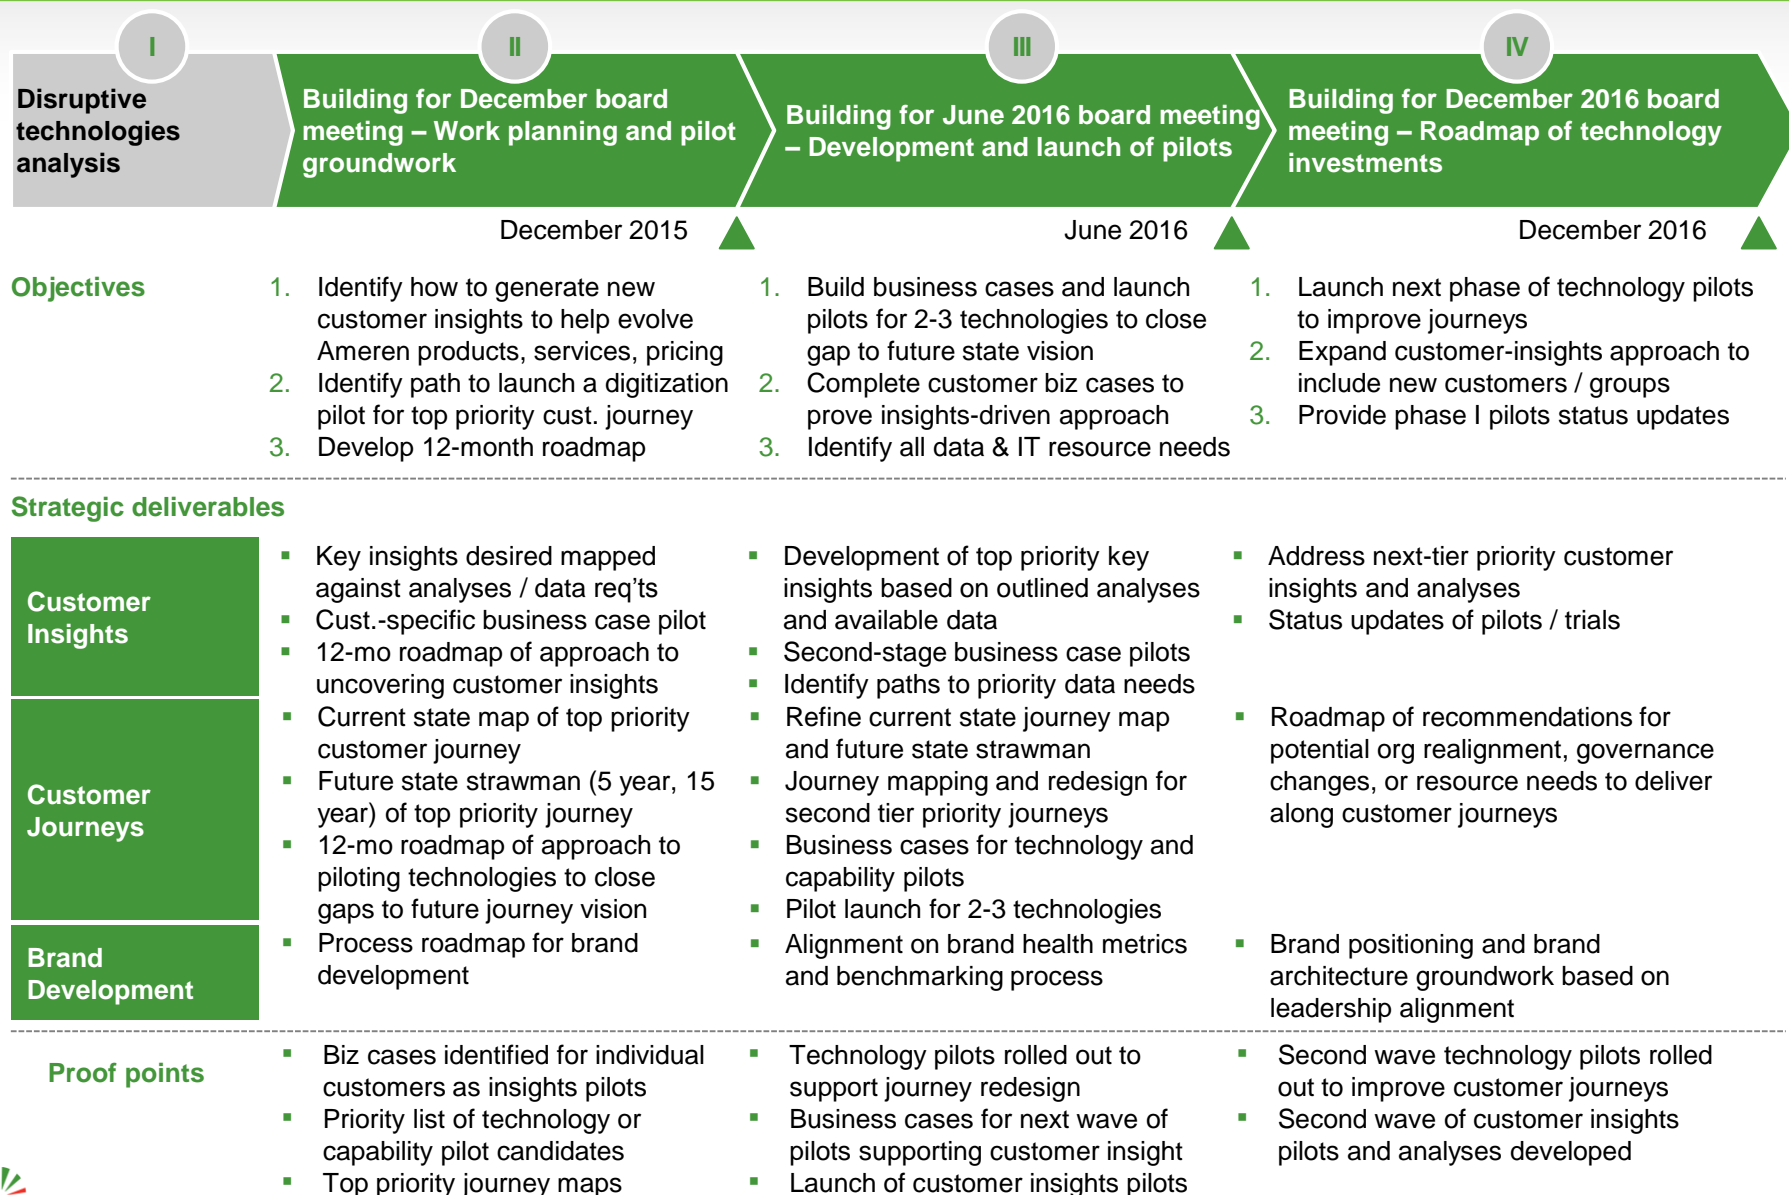 I
II
III
IV
Disruptive
technologies
analysis
Building for December board
meeting – Work planning and pilot
groundwork
Building for June 2016 board meeting
– Development and launch of pilots
Building for December 2016 board
meeting – Roadmap of technology
investments
December 2015
June 2016
December 2016
Objectives
1. Identify how to generate new
customer insights to help evolve
Ameren products, services, pricing
2. Identify path to launch a digitization
pilot for top priority cust. journey
3. Develop 12-month roadmap
1. Build business cases and launch
pilots for 2-3 technologies to close
gap to future state vision
2. Complete customer biz cases to
prove insights-driven approach
3. Identify all data & IT resource needs
1. Launch next phase of technology pilots
to improve journeys
2. Expand customer-insights approach to
include new customers / groups
3. Provide phase I pilots status updates
Strategic deliverables
Customer
Insights
▪ Key insights desired mapped
against analyses / data req’ts
▪ Cust.-specific business case pilot
▪ 12-mo roadmap of approach to
uncovering customer insights
▪ Development of top priority key
insights based on outlined analyses
and available data
▪ Second-stage business case pilots
▪ Identify paths to priority data needs
▪ Address next-tier priority customer
insights and analyses
▪ Status updates of pilots / trials
Customer
Journeys
▪ Current state map of top priority
customer journey
▪ Future state strawman (5 year, 15
year) of top priority journey
▪ 12-mo roadmap of approach to
piloting technologies to close
gaps to future journey vision
▪ Refine current state journey map
and future state strawman
▪ Journey mapping and redesign for
second tier priority journeys
▪ Business cases for technology and
capability pilots
▪ Pilot launch for 2-3 technologies
▪ Roadmap of recommendations for
potential org realignment, governance
changes, or resource needs to deliver
along customer journeys
Brand
Development
▪ Process roadmap for brand
development
▪ Alignment on brand health metrics
and benchmarking process
▪ Brand positioning and brand
architecture groundwork based on
leadership alignment
Proof points
▪ Biz cases identified for individual
customers as insights pilots
▪ Priority list of technology or
capability pilot candidates
▪ Top priority journey maps
▪ Technology pilots rolled out to
support journey redesign
▪ Business cases for next wave of
pilots supporting customer insight
▪ Launch of customer insights pilots
▪ Second wave technology pilots rolled
out to improve customer journeys
▪ Second wave of customer insights
pilots and analyses developed